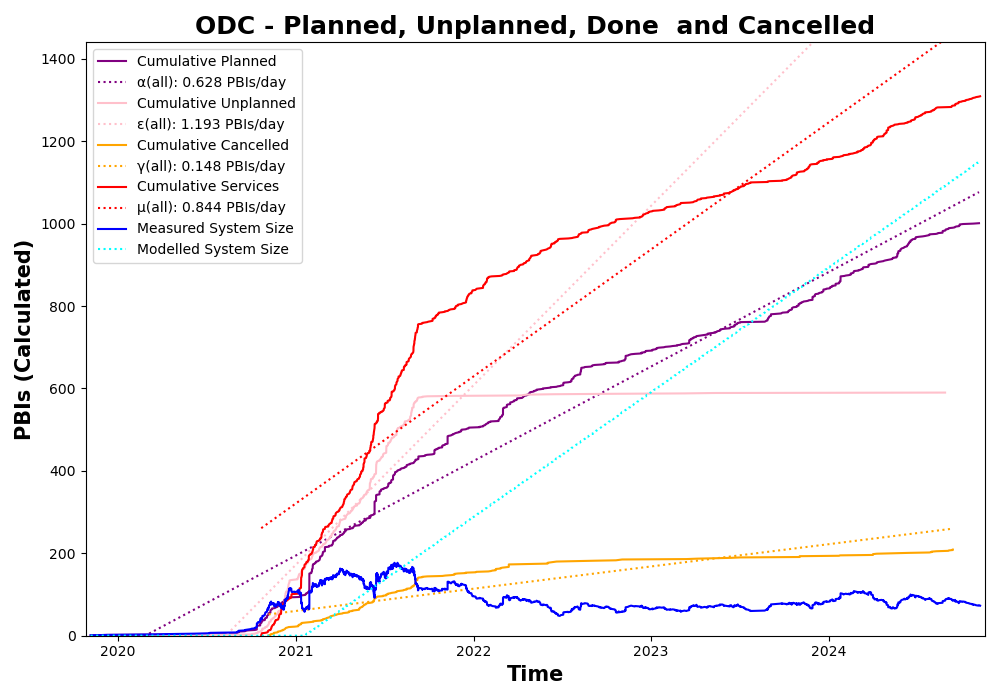 ODC - Planned, Unplanned, Done  and Cancelled
Cumulative Planned
α(all): 0.628 PBIs/day
Cumulative Unplanned
ε(all): 1.193 PBIs/day
Cumulative Cancelled
γ(all): 0.148 PBIs/day
Cumulative Services
μ(all): 0.844 PBIs/day
Measured System Size
Modelled System Size
PBIs (Calculated)
1400
1200
1000
800
600
400
200
0
2020 2021 2022 2023 2024
Time